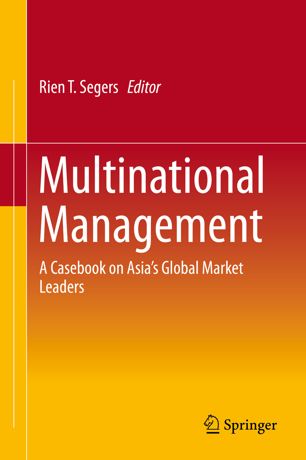 Rien T. Segers Editor
Multinational
Management
A Casebook on Asia's Global Market
Leaders
Springer